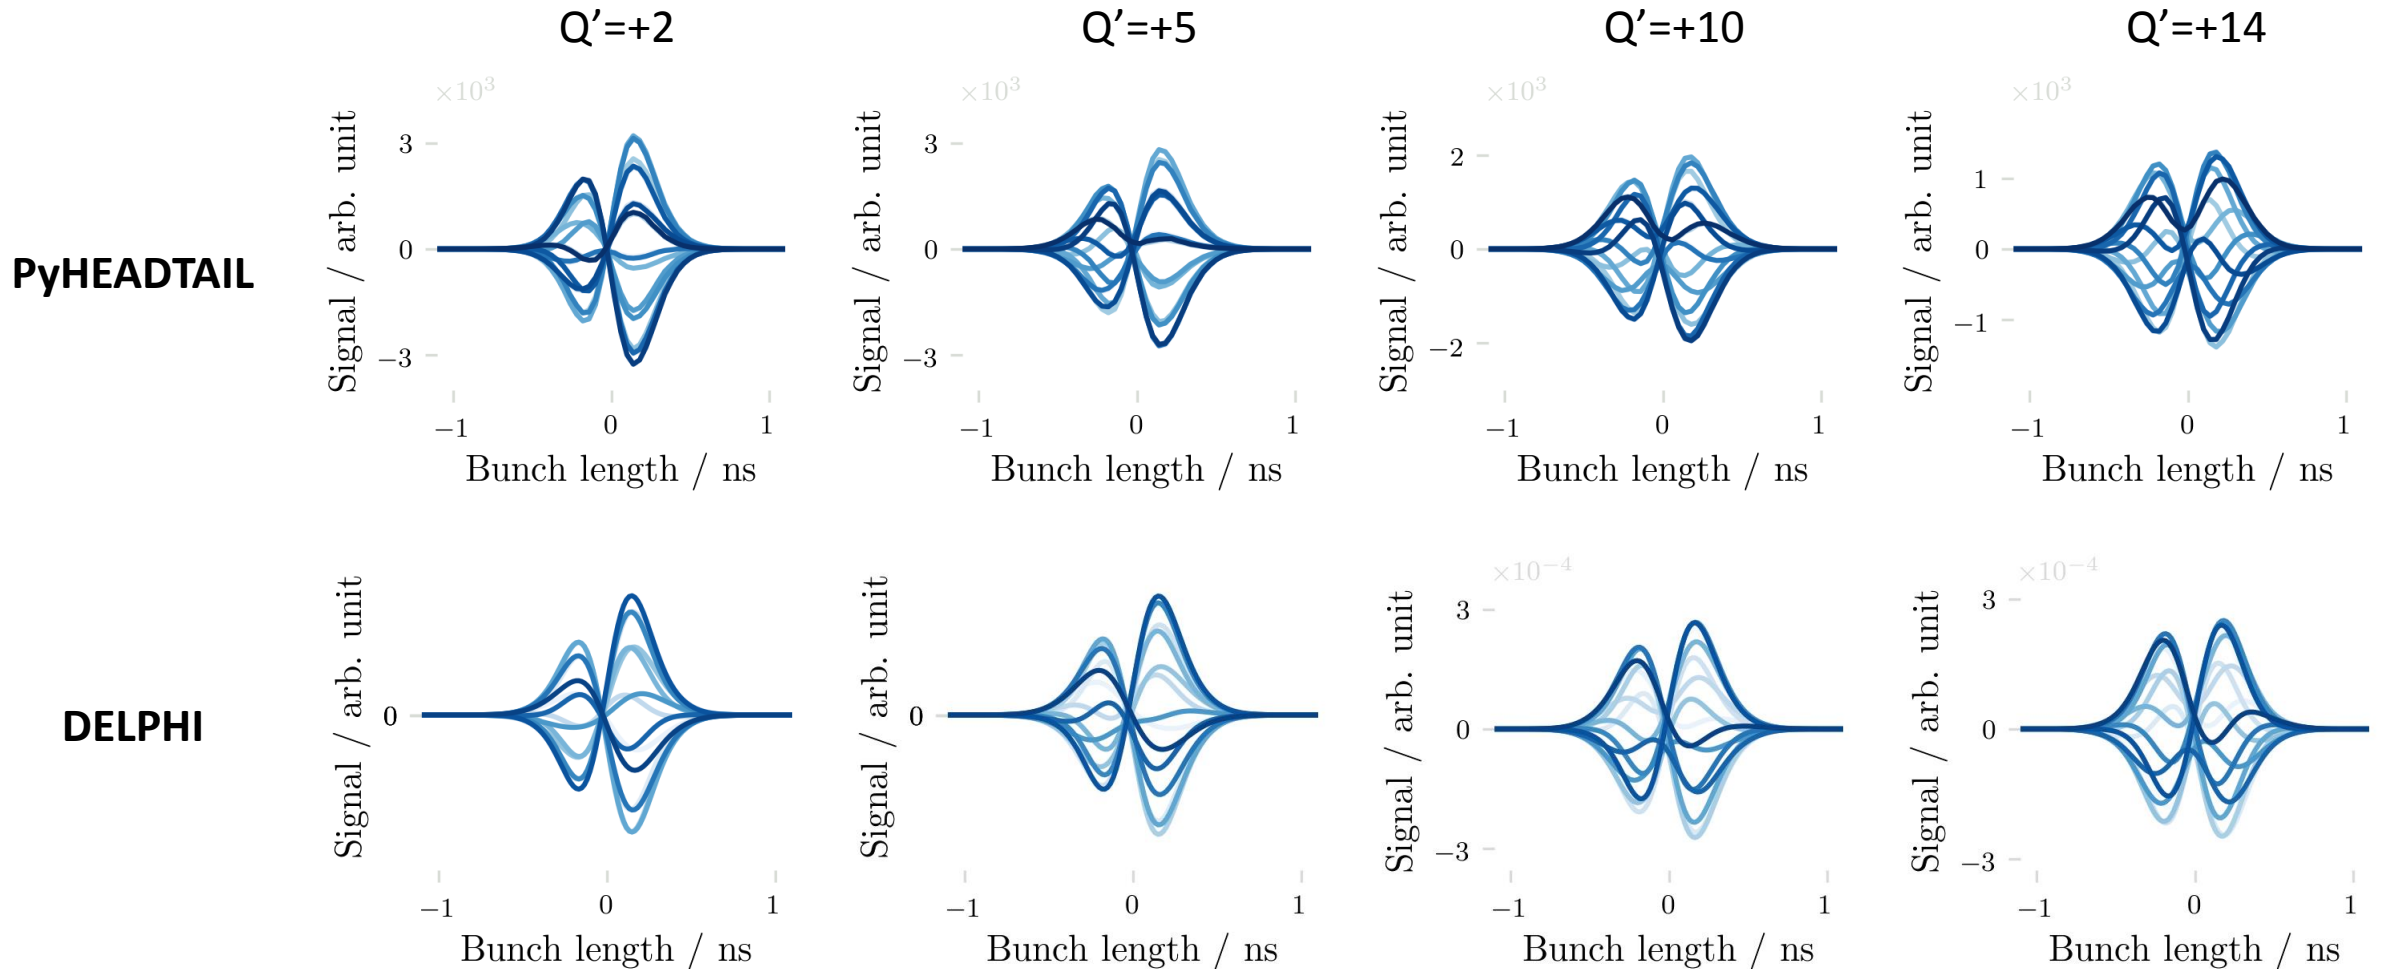 Q’=+2
Q’=+5
Q’=+10
Q’=+14
PyHEADTAIL
×10³
Signal / arb. unit
3
0
−3
−1
0
1
Bunch length / ns
×10³
Signal / arb. unit
3
0
−3
−1
0
1
Bunch length / ns
×10³
Signal / arb. unit
2
0
−2
−1
0
1
Bunch length / ns
×10³
Signal / arb. unit
1
0
−1
−1
0
1
Bunch length / ns
DELPHI
Signal / arb. unit
0
−1
0
1
Bunch length / ns
Signal / arb. unit
0
−1
0
1
Bunch length / ns
×10⁻⁴
Signal / arb. unit
3
0
−3
−1
0
1
Bunch length / ns
×10⁻⁴
Signal / arb. unit
3
0
−3
−1
0
1
Bunch length / ns